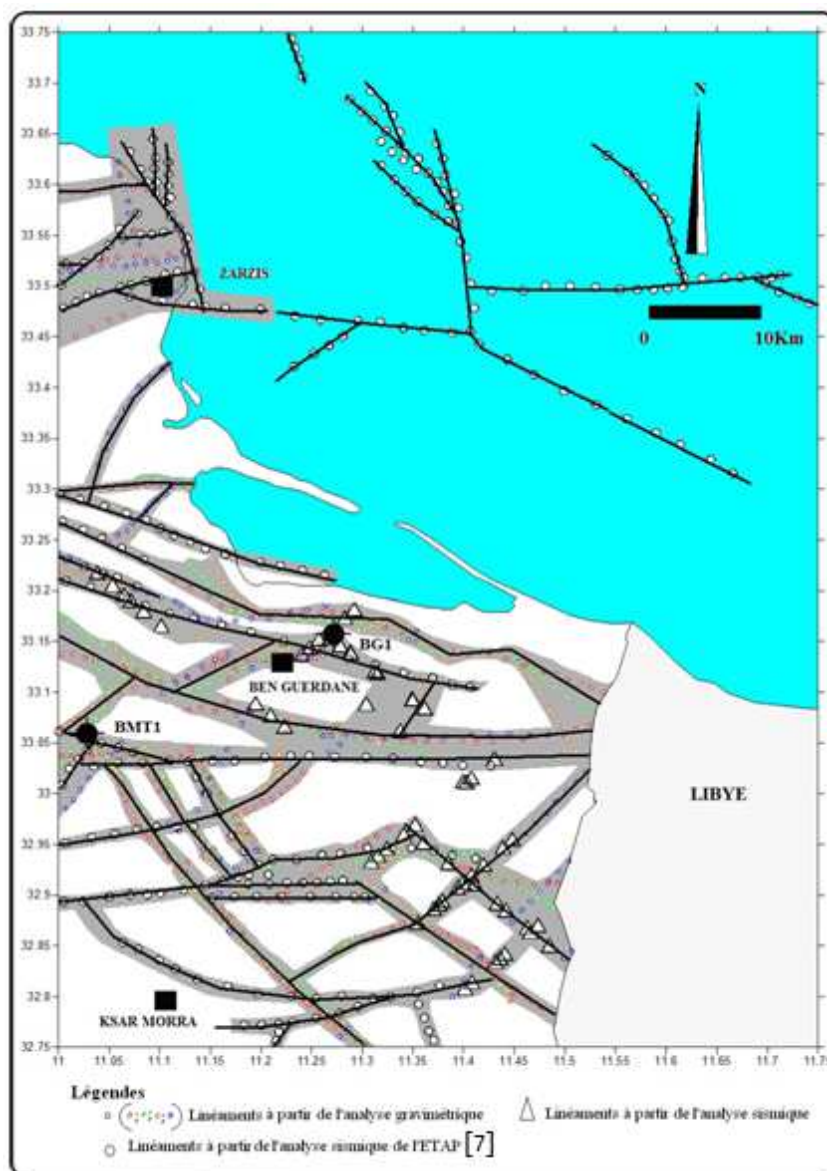 33.75
33.7
33.65
33.6
33.55
33.5
33.45
33.4
33.35
33.3
33.25
33.2
33.15
33.1
33.05
33
32.95
32.9
32.85
32.8
32.75
N
ZARZIS
0 10Km
BG1
BEN GUERDANE
BMT1
LIBYE
KSAR MORRA
11 11.05 11.1 11.15 11.2 11.25 11.3 11.35 11.4 11.45 11.5 11.55 11.6 11.65 11.7 11.75
Légendes
Linéaments à partir de l'analyse gravimétrique
Linéaments à partir de l'analyse sismique
Linéaments à partir de l'analyse sismique de l'ETAP [7]